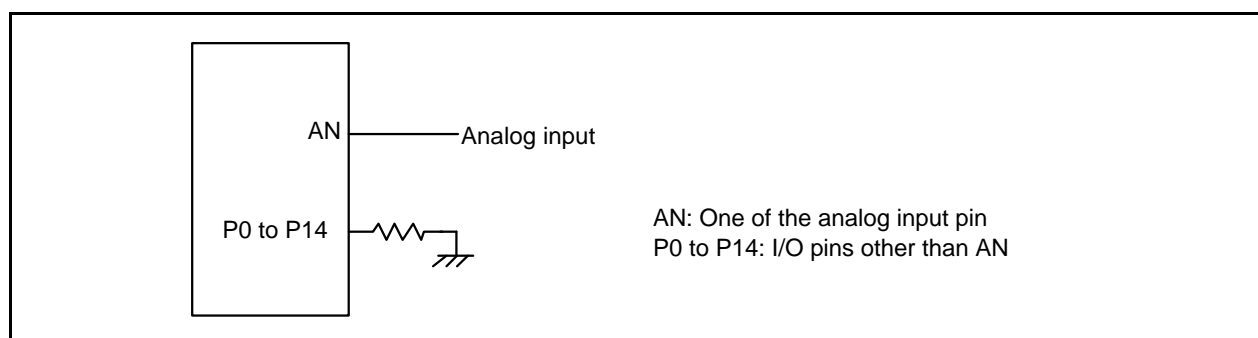 AN
Analog input
P0 to P14
AN: One of the analog input pin
P0 to P14: I/O pins other than AN